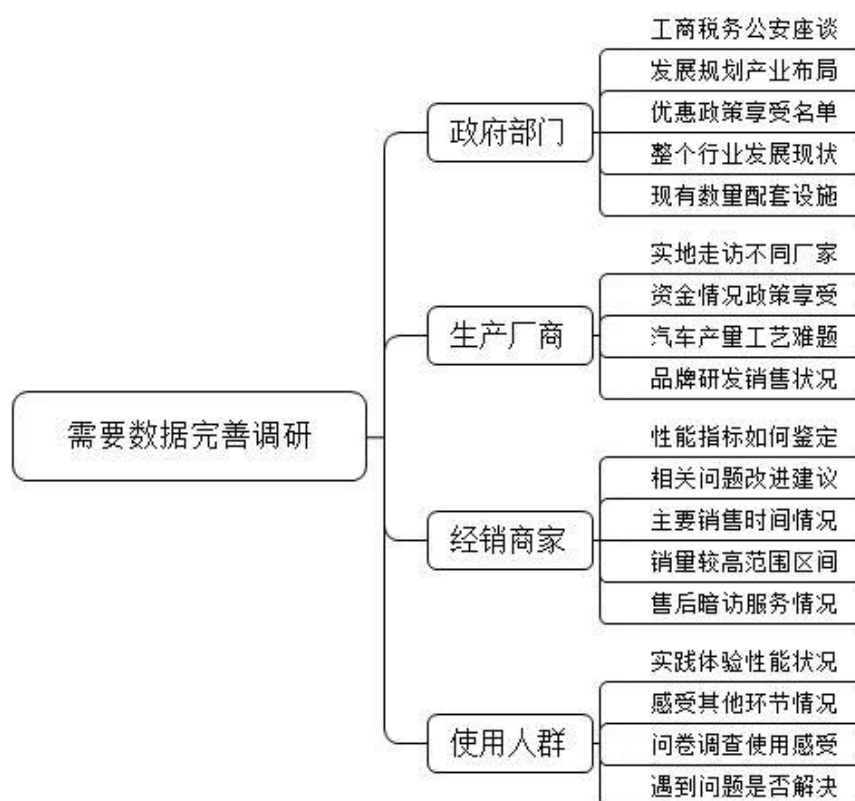 需要数据完善调研
政府部门
工商税务公安座谈
发展规划产业布局
优惠政策享受名单
整个行业发展现状
现有数量配套设施
生产厂商
实地走访不同厂家
资金情况政策享受
汽车产量工艺难题
品牌研发销售状况
经销商家
性能指标如何鉴定
相关问题改进建议
主要销售时间情况
销量较高范围区间
售后暗访服务情况
使用人群
实践体验性能状况
感受其他环节情况
问卷调查使用感受
遇到问题是否解决